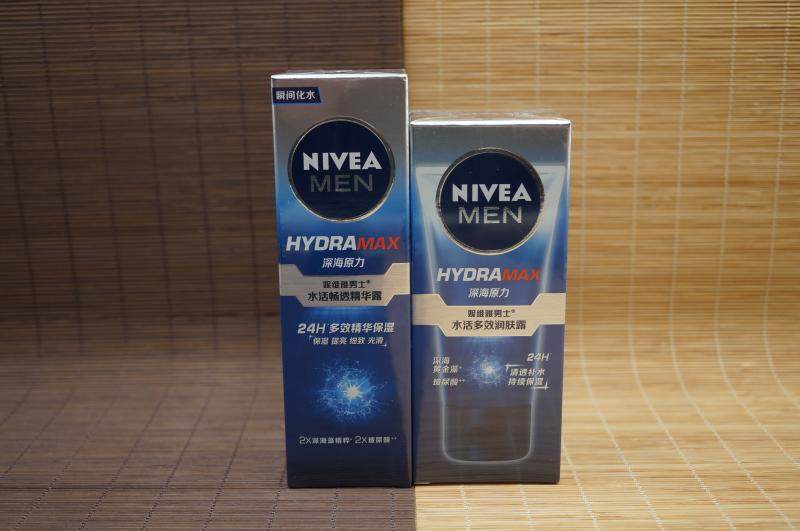 瞬间化水
NIVEA
MEN
HYDRAMAX
深海原力
妮维雅男士®
水活畅透精华露
24H 多效精华保湿
保湿 提亮 细致 光滑
2X深海藻精粹+ 2X玻尿酸++
NIVEA
MEN
HYDRAMAX
深海原力
妮维雅男士®
水活多效润肤露
深海
黄金藻+
玻尿酸++
24H
清透补水
持续保湿